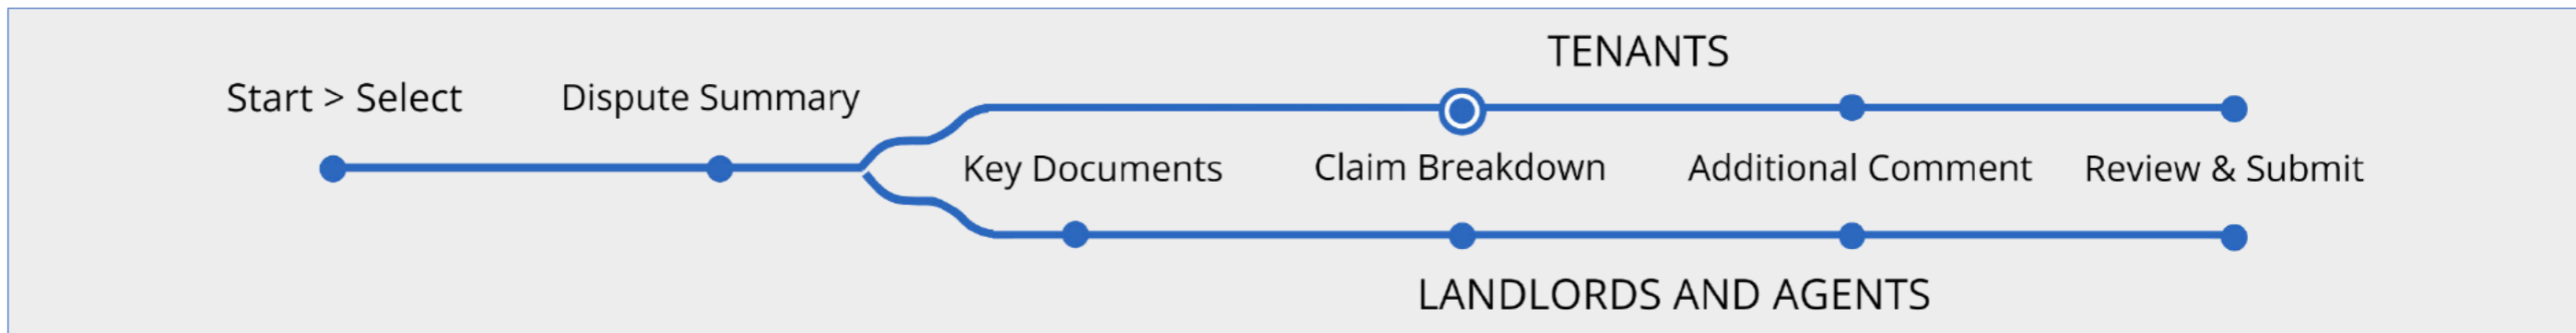 TENANTS
Start > Select
Dispute Summary
Key Documents
Claim Breakdown
Additional Comment
Review & Submit
LANDLORDS AND AGENTS